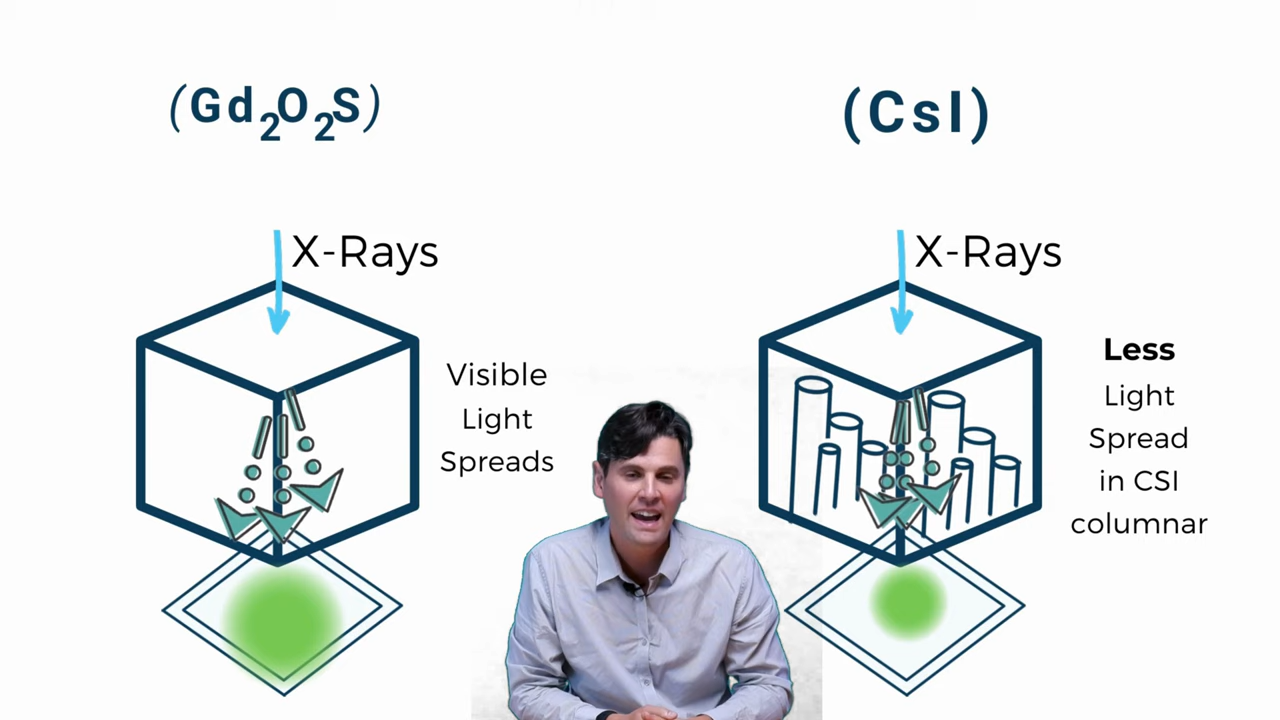 (Gd₂O₂S)
X-Rays
Visible
Light
Spreads
(CsI)
X-Rays
Less
Light
Spread
in CSI
columnar